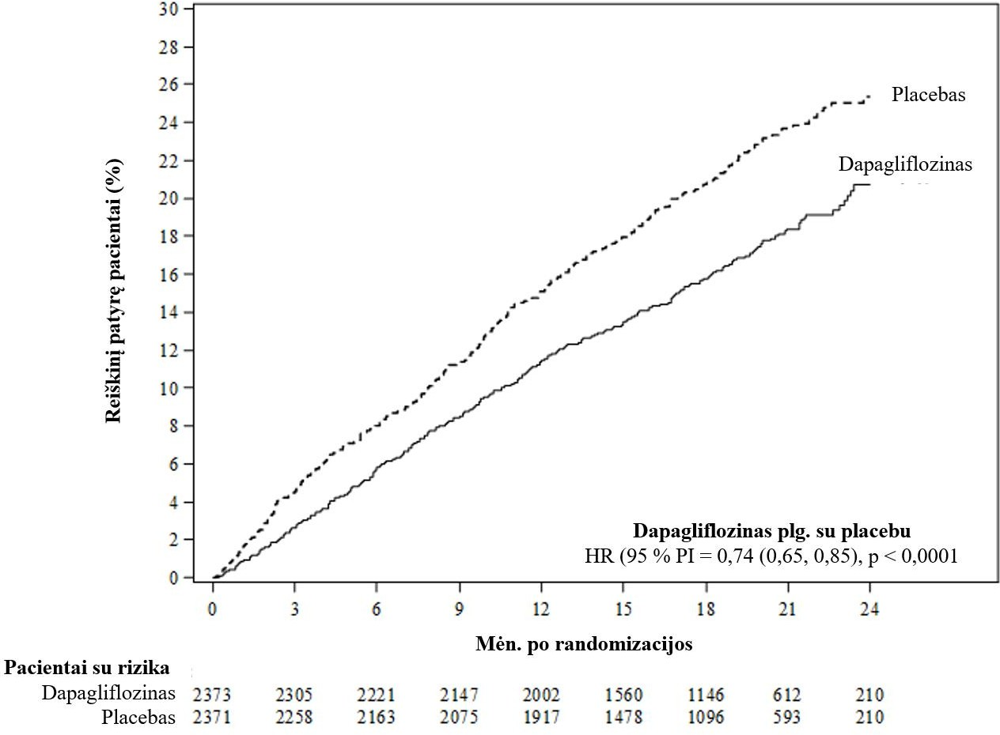 30
28
26
24
22
20
18
16
14
12
10
8
6
4
2
0
Reiškinį patyrę pacientai (%)
Placebas
Dapagliflozinas
Dapagliflozinas plg. su placebu
HR (95 % PI = 0,74 (0,65, 0,85), p < 0,0001
0 3 6 9 12 15 18 21 24
Mėn. po randomizacijos
Pacientai su rizika
Dapagliflozinas 2373 2305 2221 2147 2002 1560 1146 612 210
Placebas 2371 2258 2163 2075 1917 1478 1096 593 210